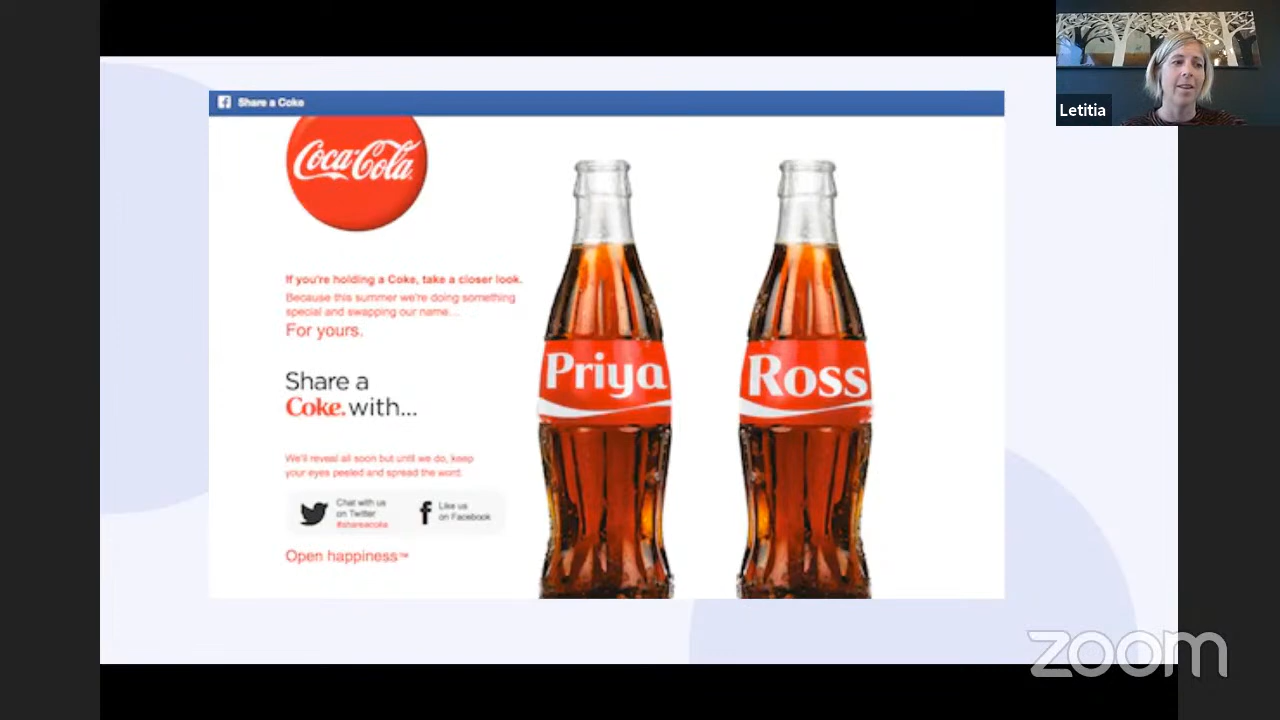 Share a Coke
Letitia
Coca-Cola
If you're holding a Coke, take a closer look.
Because this summer we're doing something
special and swapping our name...
For yours.
Share a
Coke. with...
Priya
Ross
We'll reveal all soon but until we do, keep
your eyes peeled and spread the word.
Chat with us
on Twitter
#shareacoke
Like us
on Facebook
Open happiness™
zoom